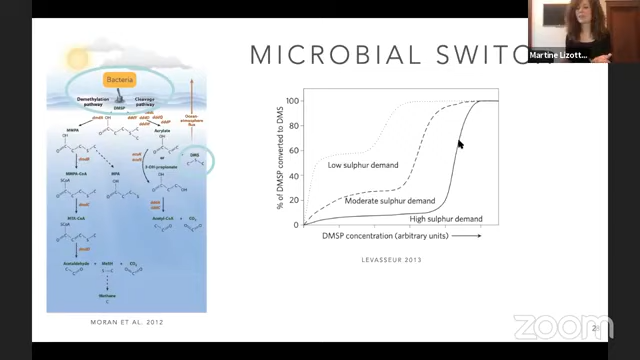 MICROBIAL SWITC
Martine Lizott...
Bacteria
Demethylation pathway
DMSP
Cleavage pathway
Ocean atmosphere flux
MMPA
Acrylate
or
3-OH-propionate
DMS
MMPA-CoA
MPA
MTA-CoA
Acetyl-CoA + CO2
Acetaldehyde + MeSH + CO2
Methane
MORAN ET AL. 2012
% of DMSP converted to DMS
100
80
60
40
20
0
Low sulphur demand
Moderate sulphur demand
High sulphur demand
DMSP concentration (arbitrary units)
LEVASSEUR 2013
zoom